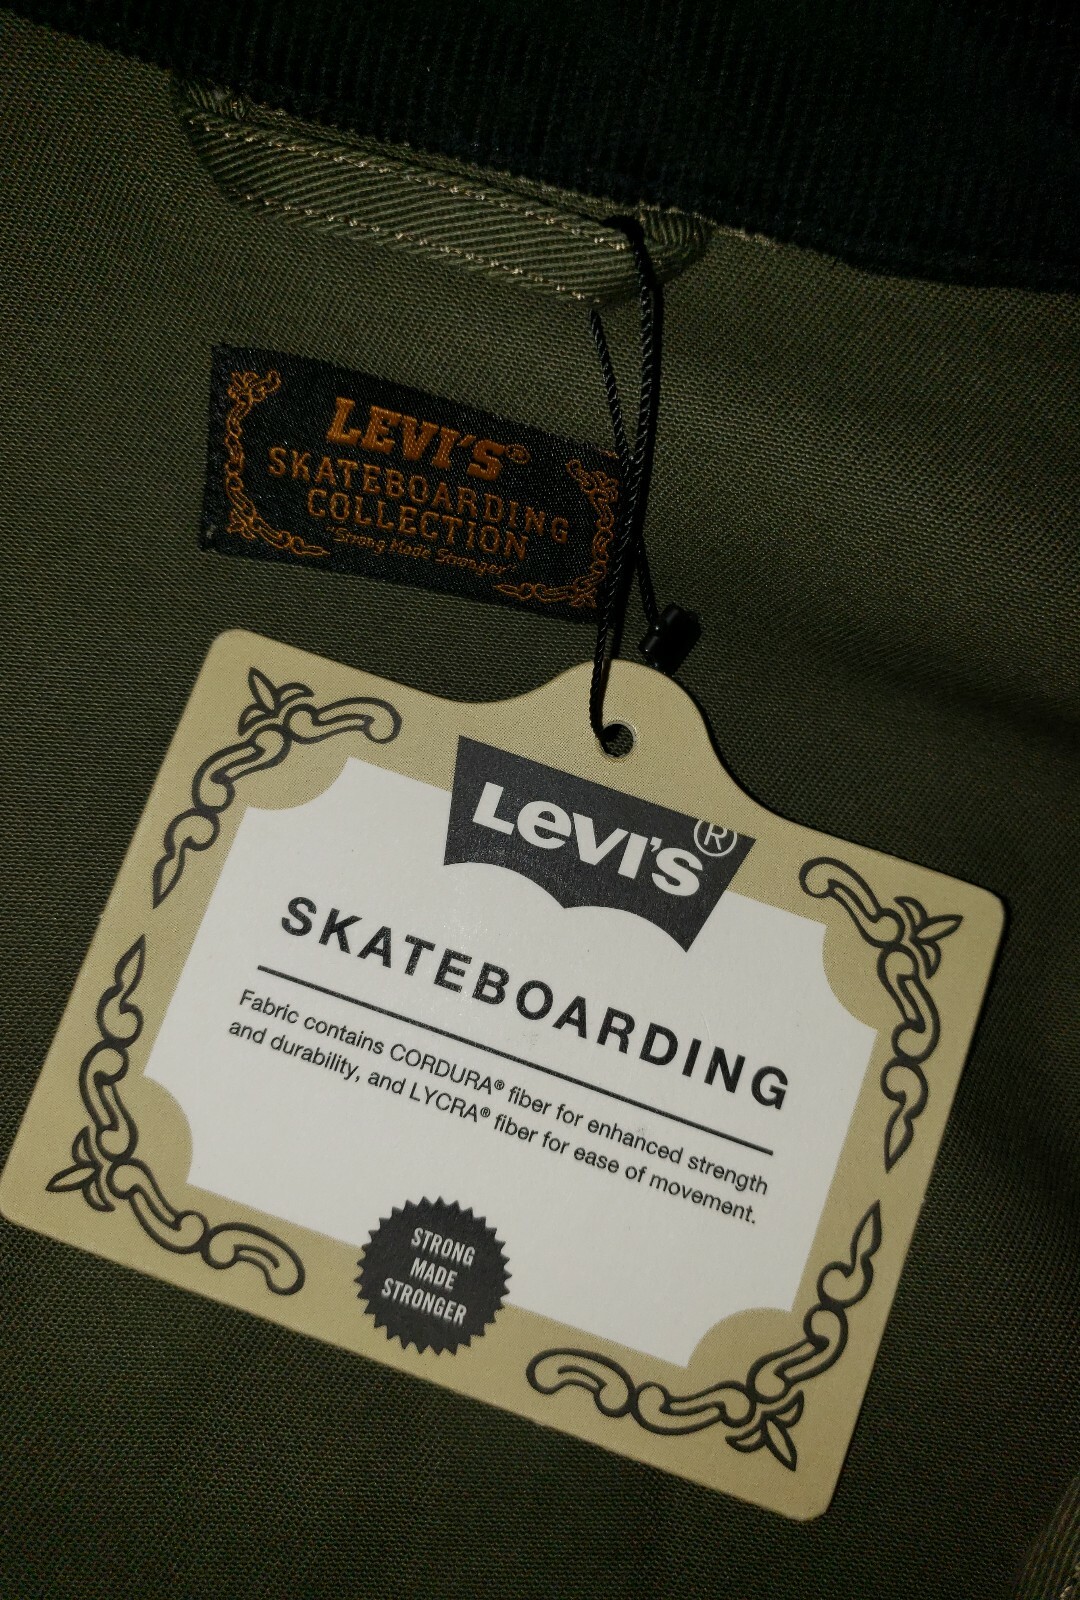 LEVI'S®
SKATEBOARDING
COLLECTION
"Strong Made Stronger"
LEVI'S®
SKATEBOARDING
Fabric contains CORDURA® fiber for enhanced strength
and durability, and LYCRA® fiber for ease of movement.
STRONG
MADE
STRONGER